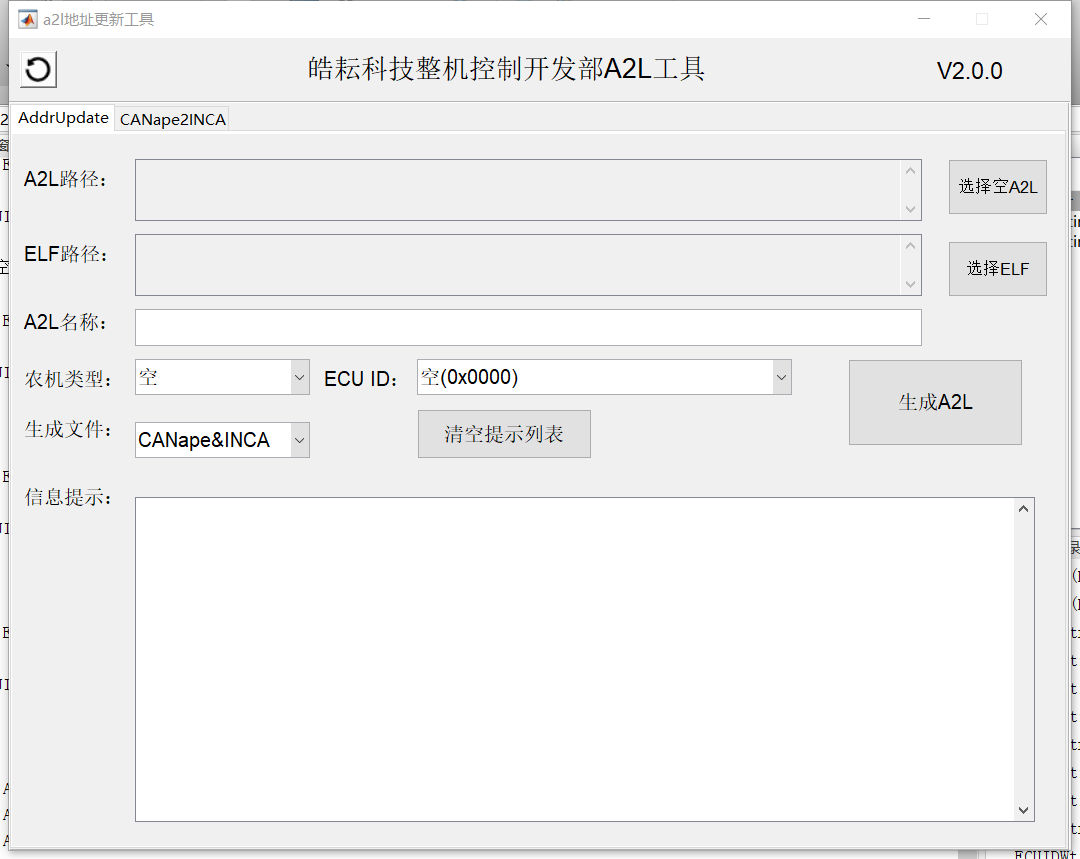 a2l地址更新工具
皓耘科技整机控制开发部A2L工具
V2.0.0
AddrUpdate
CANape2INCA
A2L路径：
选择空A2L
ELF路径：
选择ELF
A2L名称：
农机类型：
空
ECU ID：
空(0x0000)
生成A2L
生成文件：
CANape&INCA
清空提示列表
信息提示：